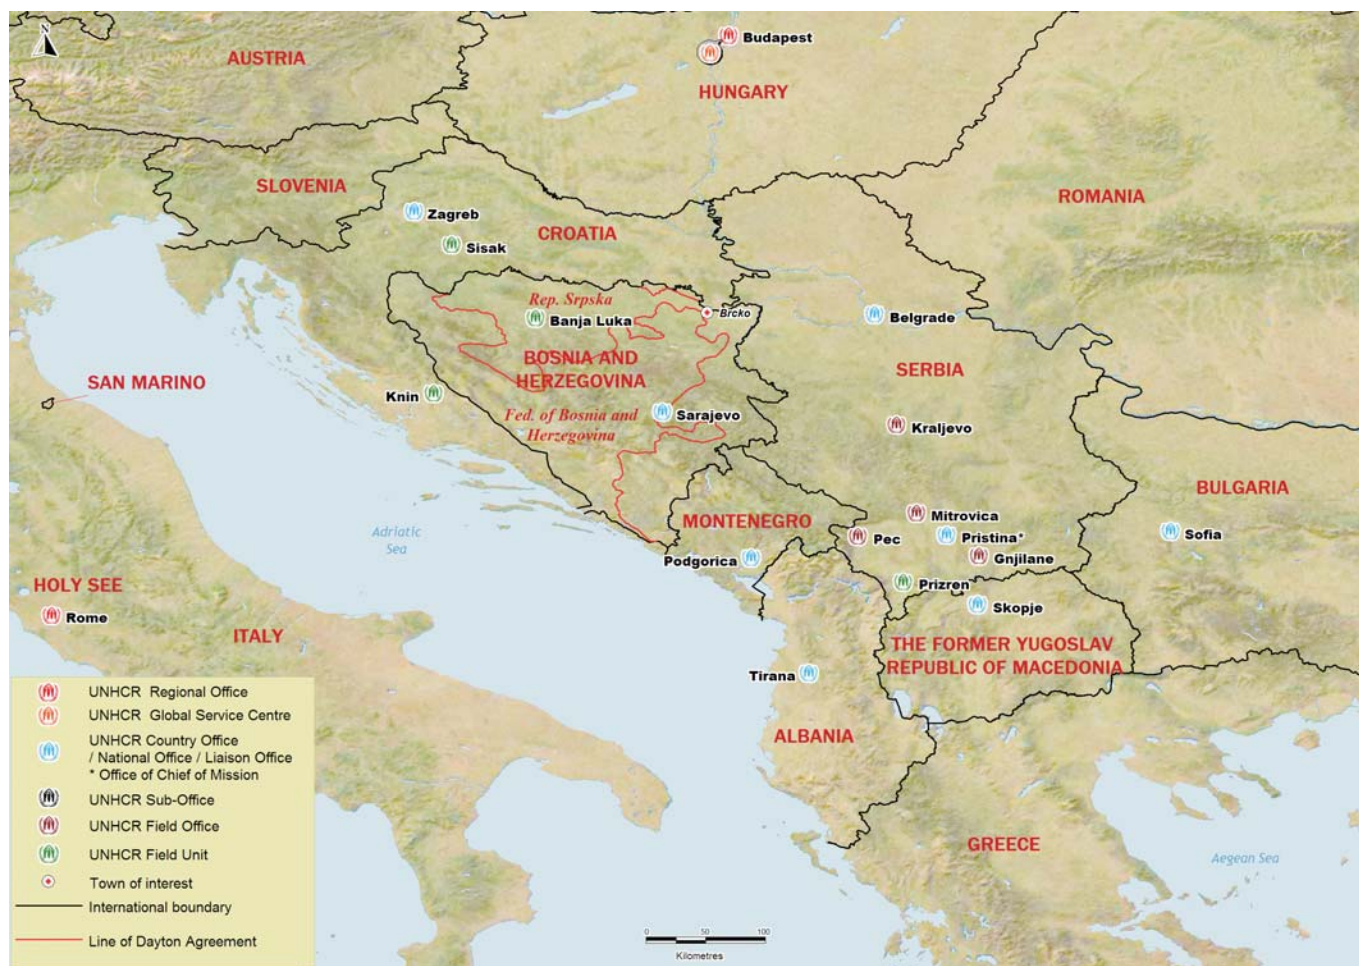 N
AUSTRIA
Budapest
HUNGARY
SLOVENIA
ROMANIA
Zagreb
CROATIA
Sisak
Rep. Srpska
Brcko
Banja Luka
Belgrade
BOSNIA AND
HERZEGOVINA
SERBIA
SAN MARINO
Knin
Fed. of Bosnia and
Herzegovina
Sarajevo
Kraljevo
BULGARIA
Mitrovica
MONTENEGRO
Adriatic
Sea
Pec
Pristina*
Sofia
Gnjilane
Podgorica
HOLY SEE
Prizren
Skopje
Rome
ITALY
THE FORMER YUGOSLAV
REPUBLIC OF MACEDONIA
Tirana
ALBANIA
GREECE
Aegean Sea
UNHCR Regional Office
UNHCR Global Service Centre
UNHCR Country Office
/ National Office / Liaison Office
* Office of Chief of Mission
UNHCR Sub-Office
UNHCR Field Office
UNHCR Field Unit
Town of interest
International boundary
Line of Dayton Agreement
0 50 100
Kilometres